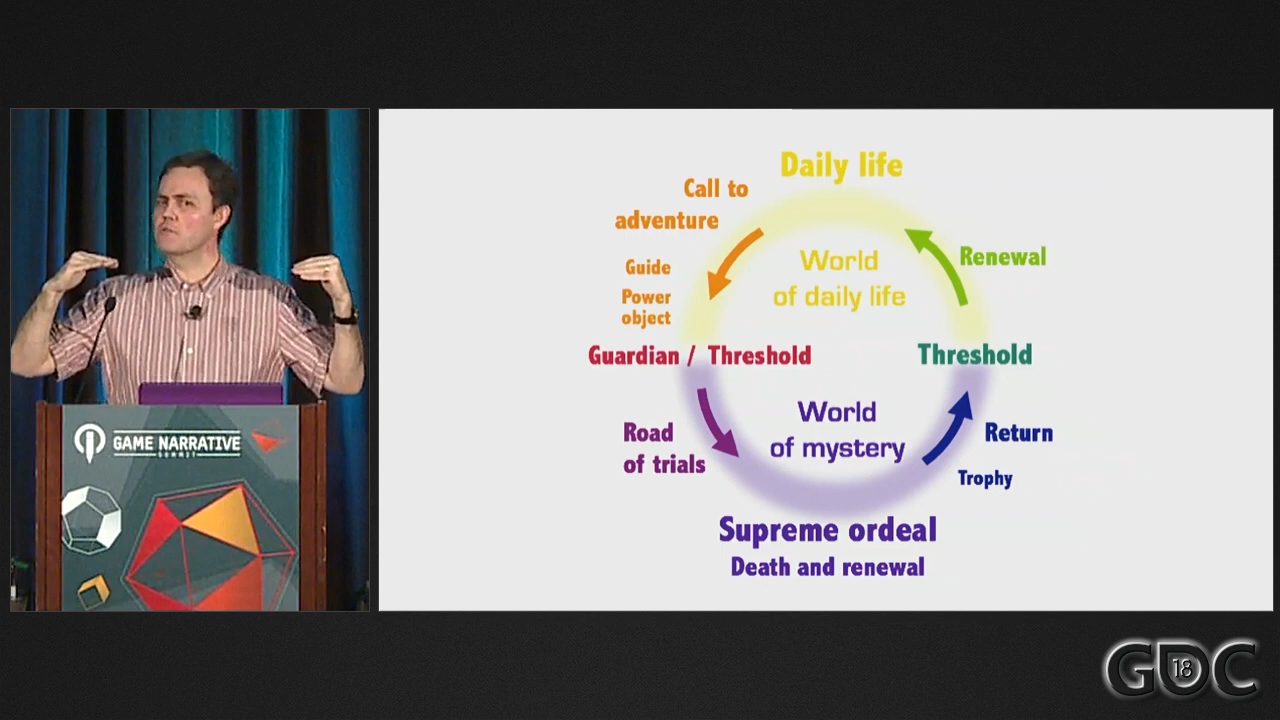 Daily life
Call to
adventure
Guide
Power
object
World
of daily life
Renewal
Guardian / Threshold
Threshold
Road
of trials
World
of mystery
Return
Trophy
Supreme ordeal
Death and renewal
GAME NARRATIVE
SUMMIT
GDC
18